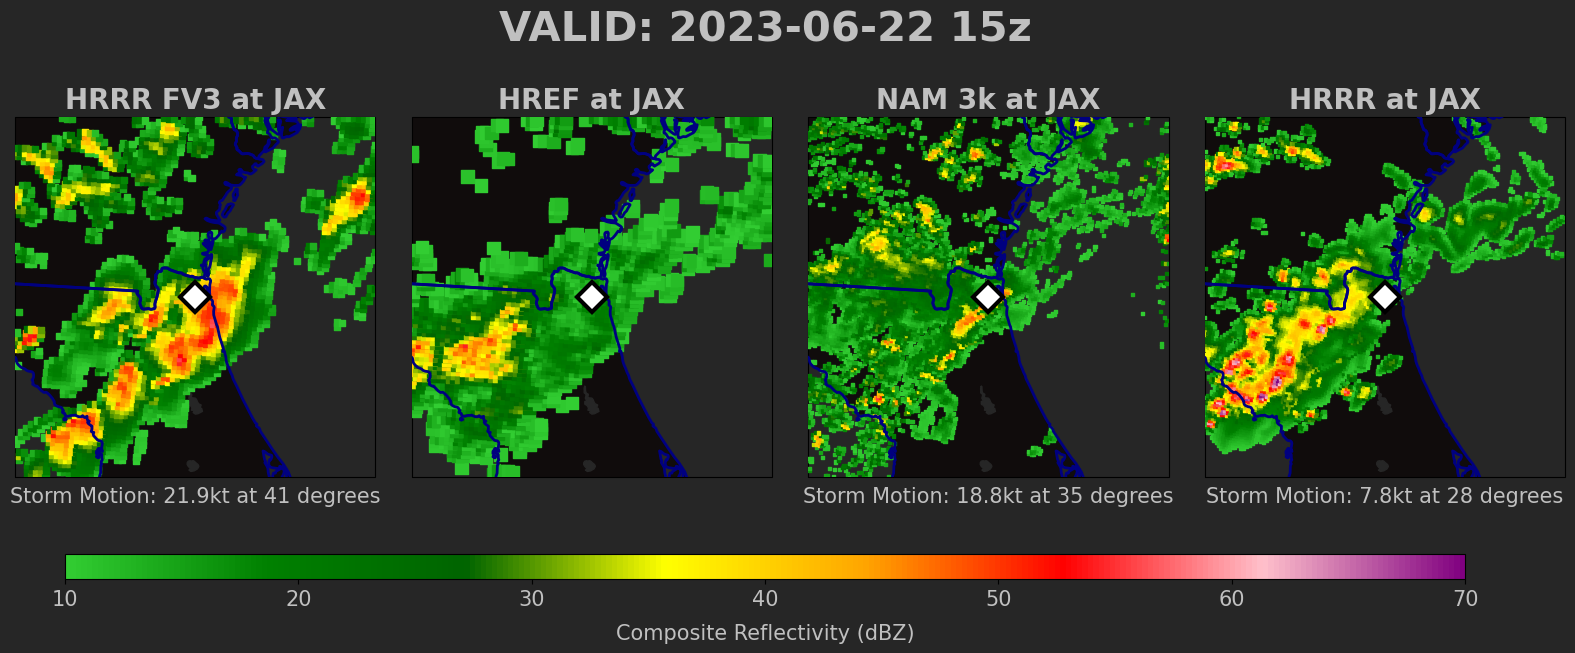 VALID: 2023-06-22 15z
HRRR FV3 at JAX
HREF at JAX
NAM 3k at JAX
HRRR at JAX
Storm Motion: 21.9kt at 41 degrees
Storm Motion: 18.8kt at 35 degrees
Storm Motion: 7.8kt at 28 degrees
10 20 30 40 50 60 70
Composite Reflectivity (dBZ)